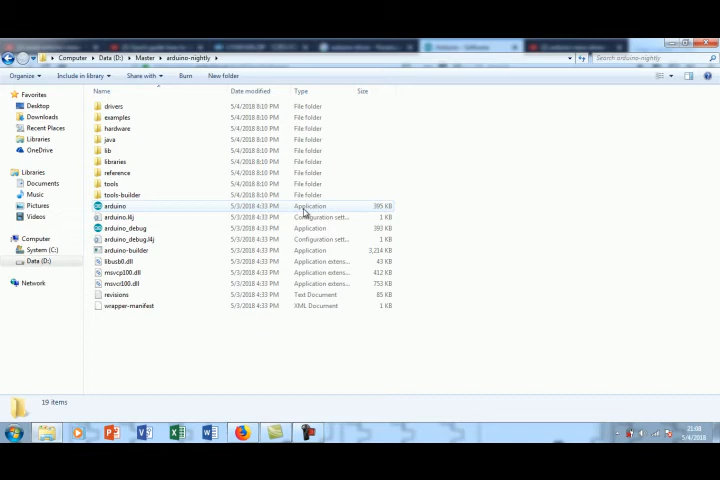 Computer Data (D:) Master arduino-nightly Search arduino-nightly
Organize Include in library Share with Burn New folder
Name Date modified Type Size
Favorites
Desktop
Downloads
Recent Places
Libraries
OneDrive
Libraries
Documents
Music
Pictures
Videos
Computer
System (C:)
Data (D:)
Network
drivers 5/4/2018 8:10 PM File folder
examples 5/4/2018 8:10 PM File folder
hardware 5/4/2018 8:10 PM File folder
java 5/4/2018 8:10 PM File folder
lib 5/4/2018 8:10 PM File folder
libraries 5/4/2018 8:10 PM File folder
reference 5/4/2018 8:10 PM File folder
tools 5/4/2018 8:10 PM File folder
tools-builder 5/4/2018 8:10 PM File folder
arduino 5/3/2018 4:33 PM Application 395 KB
arduino.l4j 5/3/2018 4:33 PM Configuration sett... 1 KB
arduino_debug 5/3/2018 4:33 PM Application 393 KB
arduino_debug.l4j 5/3/2018 4:33 PM Configuration sett... 1 KB
arduino-builder 5/3/2018 4:33 PM Application 3,214 KB
libusb0.dll 5/3/2018 4:33 PM Application extens... 43 KB
msvcp100.dll 5/3/2018 4:33 PM Application extens... 412 KB
msvcr100.dll 5/3/2018 4:33 PM Application extens... 753 KB
revisions 5/3/2018 4:33 PM Text Document 85 KB
wrapper-manifest 5/3/2018 4:33 PM XML Document 1 KB
19 items
21:08
5/4/2018